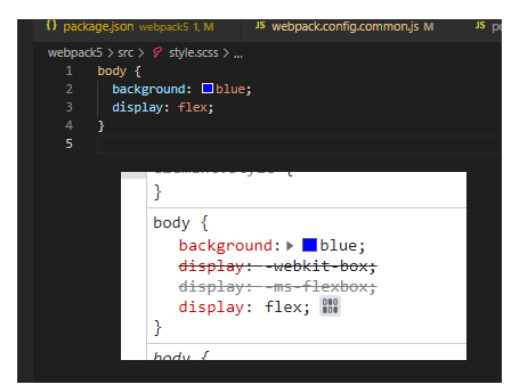 {} package.json webpack5 1, M JS webpack.config.common.js M JS
webpack5 > src > style.scss > ...
1 body {
2 background: blue;
3 display: flex;
4 }
5
}
body {
background: blue;
display: -webkit-box;
display: -ms-flexbox;
display: flex;
}
body {